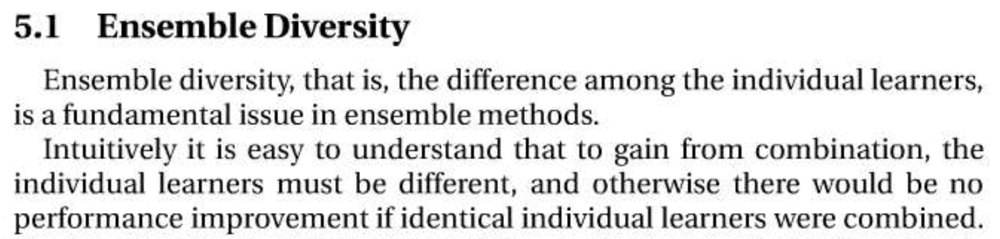 5.1 Ensemble Diversity
Ensemble diversity, that is, the difference among the individual learners,
is a fundamental issue in ensemble methods.
Intuitively it is easy to understand that to gain from combination, the
individual learners must be different, and otherwise there would be no
performance improvement if identical individual learners were combined.